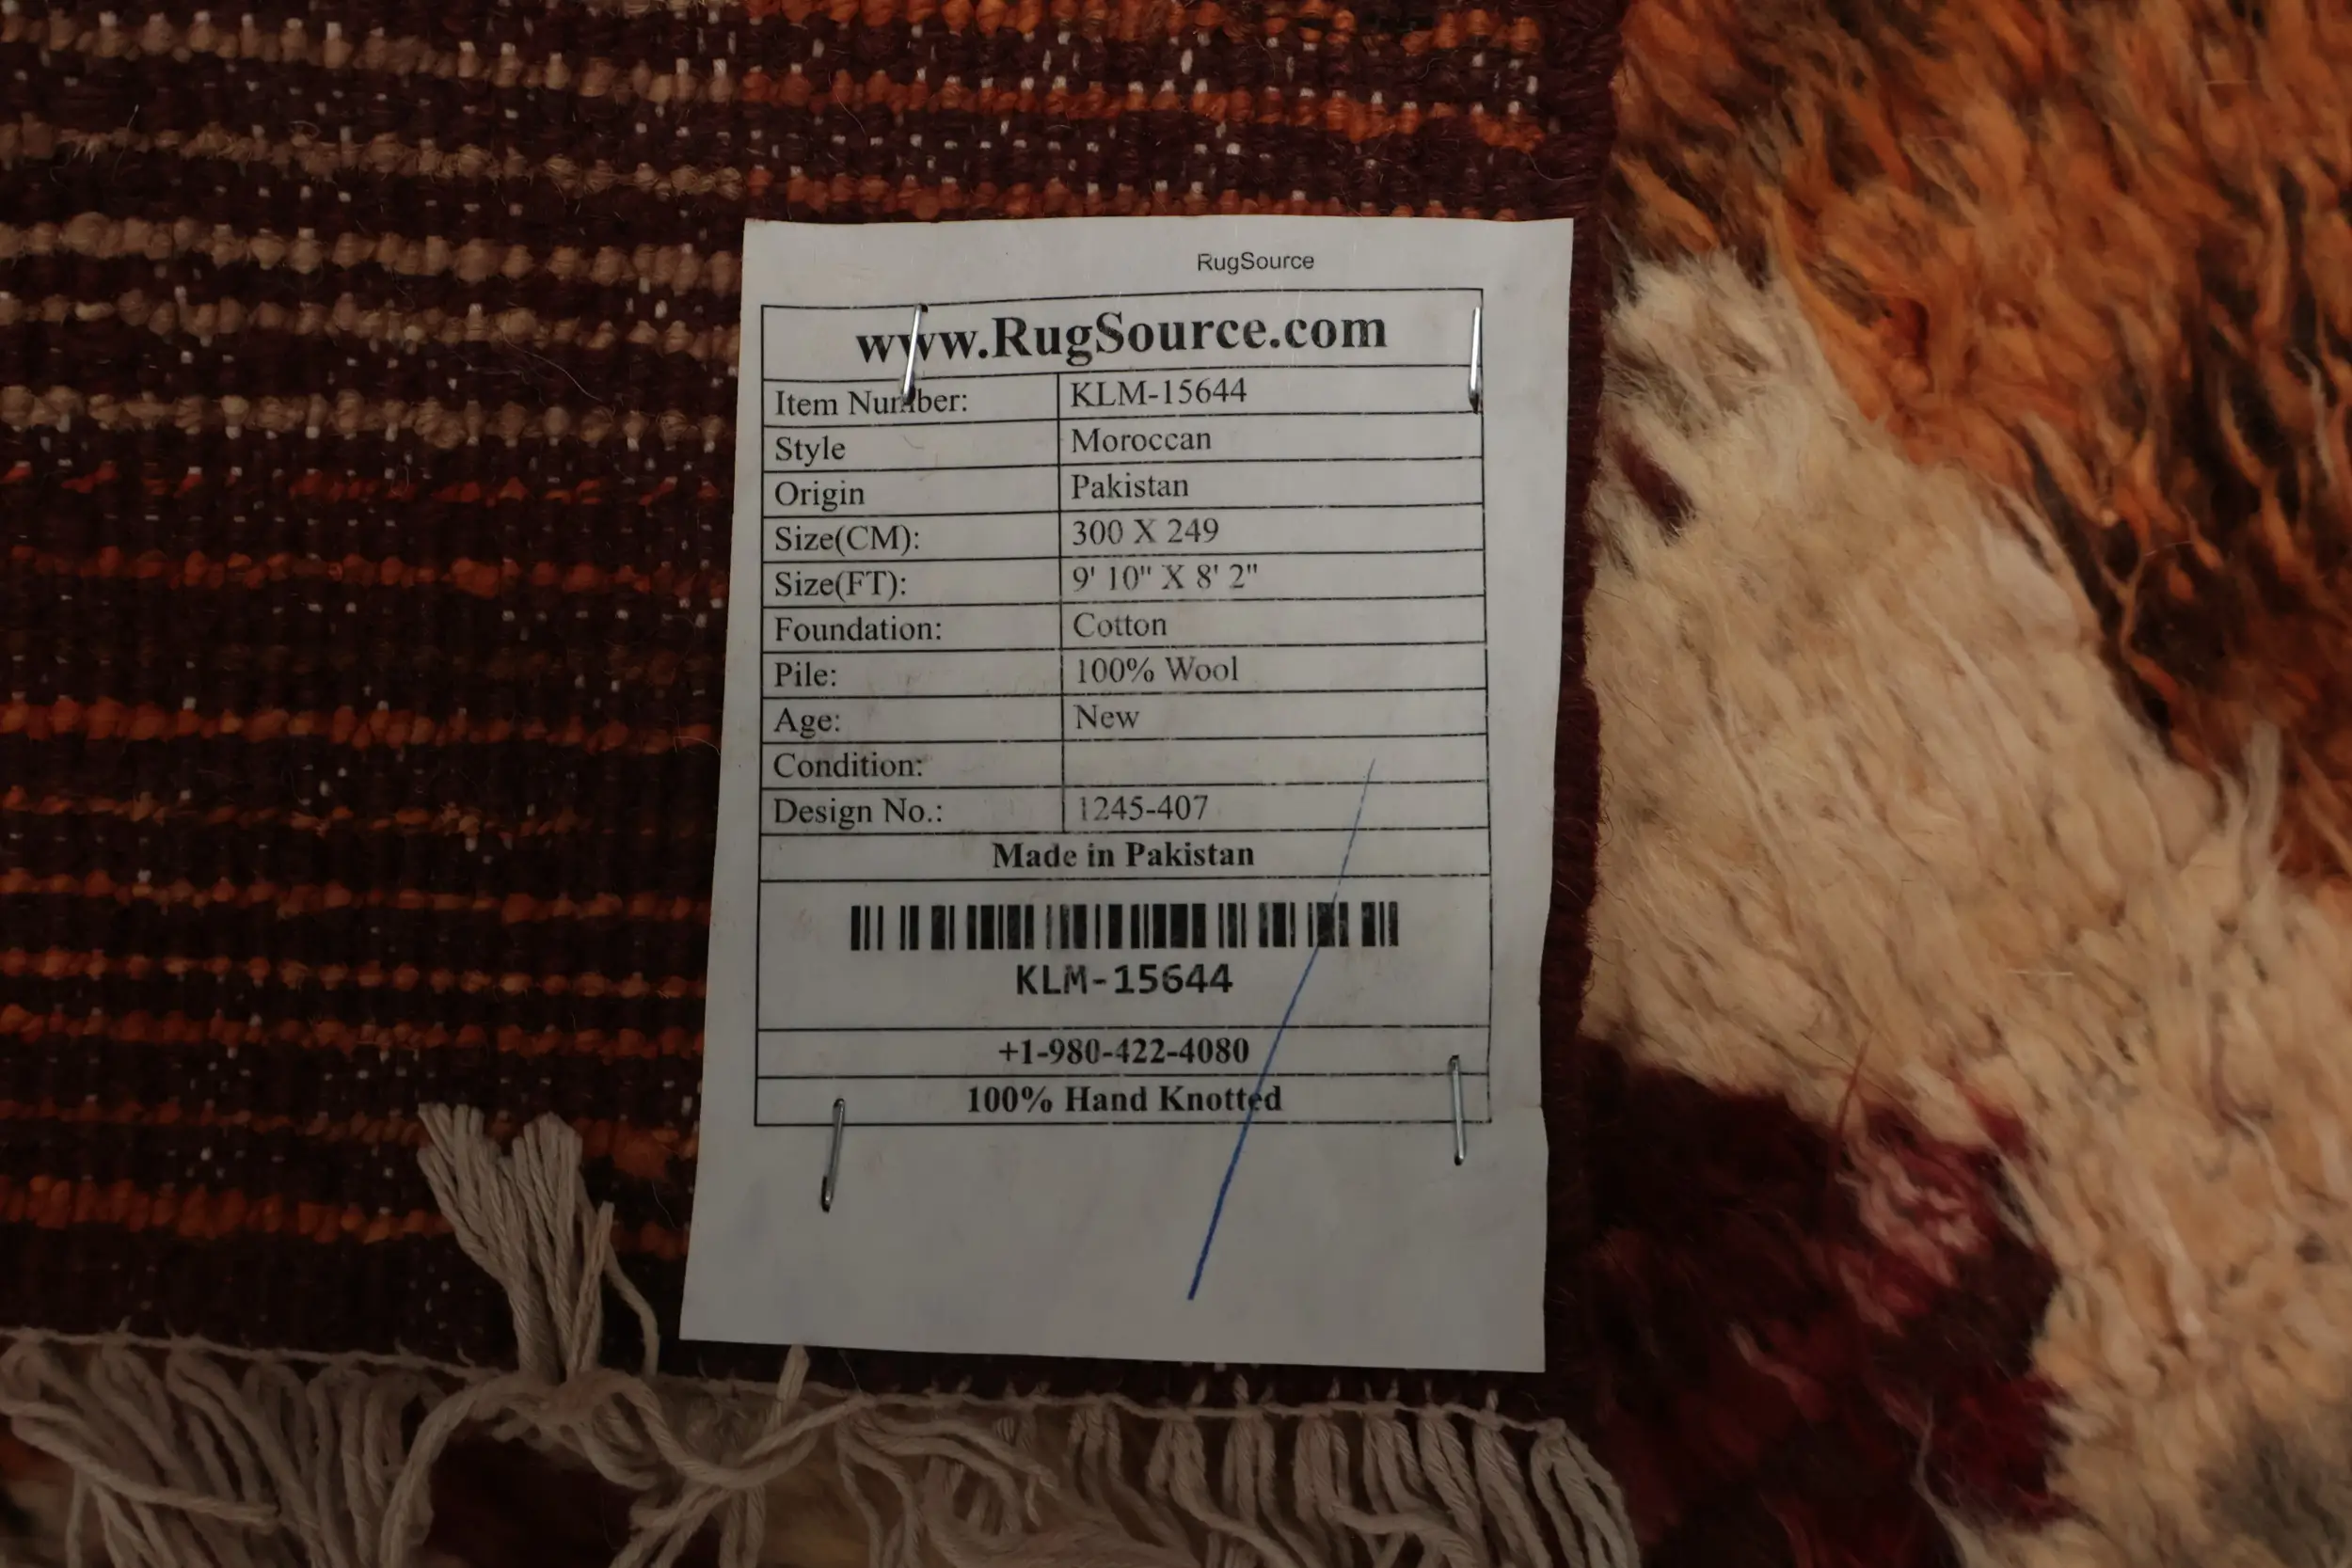 RugSource
www.RugSource.com
Item Number: KLM-15644
Style Moroccan
Origin Pakistan
Size(CM): 300 X 249
Size(FT): 9' 10" X 8' 2"
Foundation: Cotton
Pile: 100% Wool
Age: New
Condition:
Design No.: 1245-407
Made in Pakistan
KLM-15644
+1-980-422-4080
100% Hand Knotted